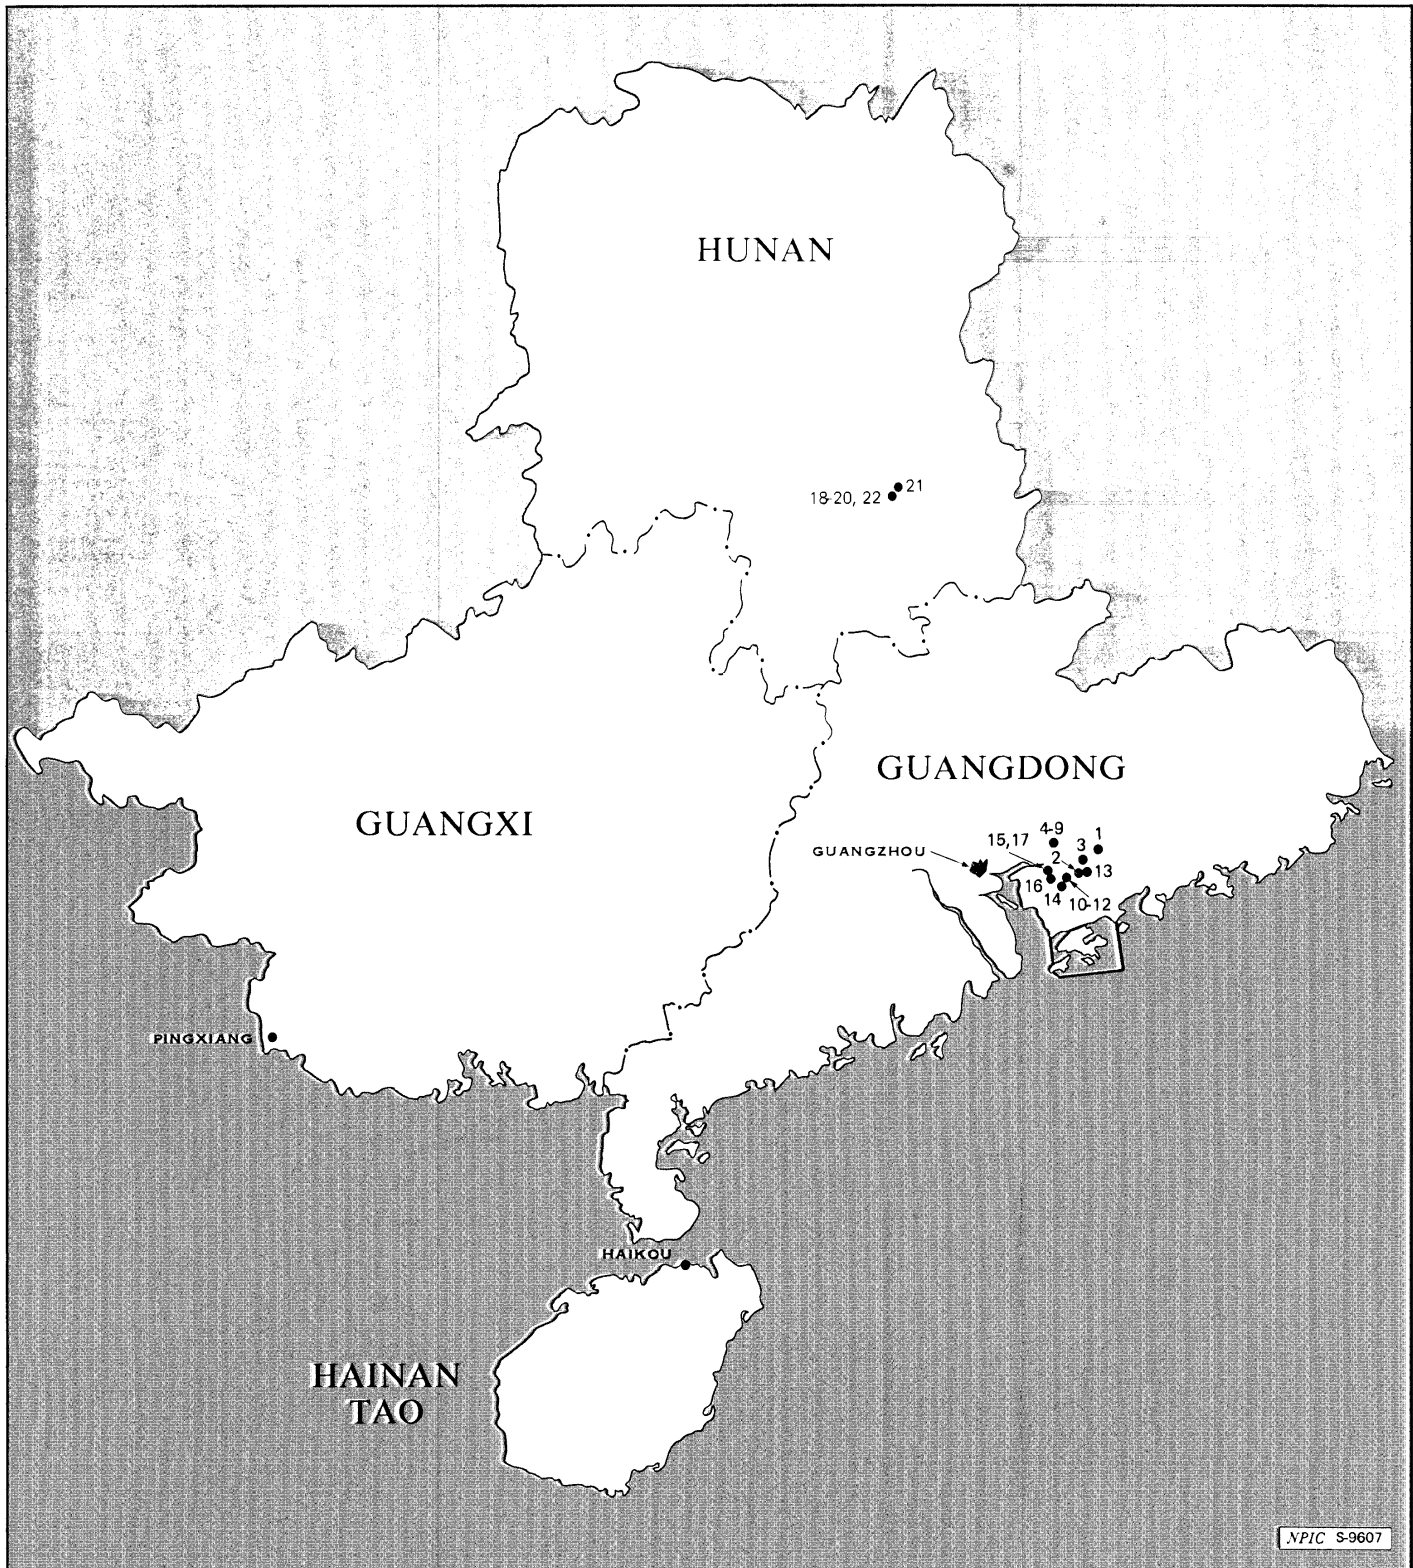 HUNAN
21
18-20, 22
GUANGDONG
GUANGXI
4-9
1
15,17
3
2
GUANGZHOU
13
16
14
10-12
PINGXIANG
HAIKOU
HAINAN
TAO
NPIC S-9607